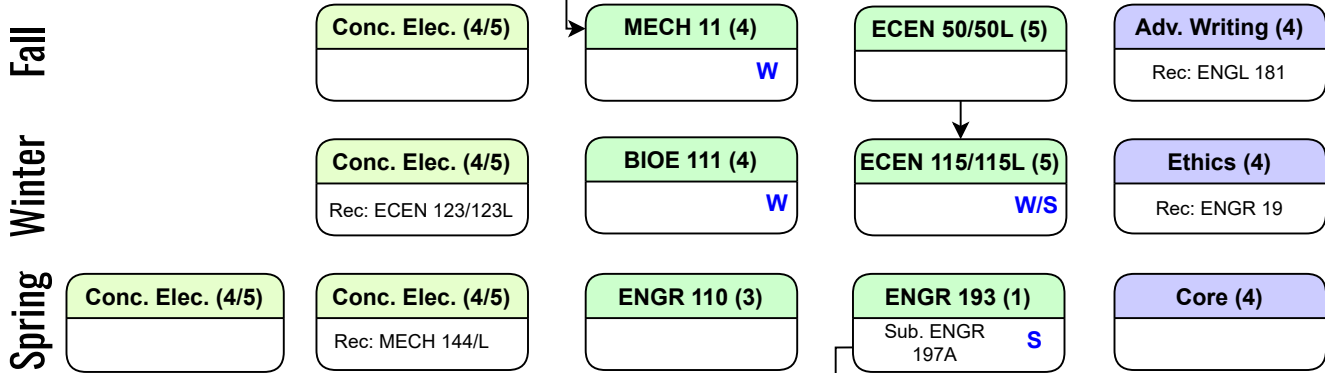 Fall
Conc. Elec. (4/5)
MECH 11 (4)
W
ECEN 50/50L (5)
Adv. Writing (4)
Rec: ENGL 181
Winter
Conc. Elec. (4/5)
Rec: ECEN 123/123L
BIOE 111 (4)
W
ECEN 115/115L (5)
W/S
Ethics (4)
Rec: ENGR 19
Spring
Conc. Elec. (4/5)
Conc. Elec. (4/5)
Rec: MECH 144/L
ENGR 110 (3)
ENGR 193 (1)
Sub. ENGR
197A
S
Core (4)